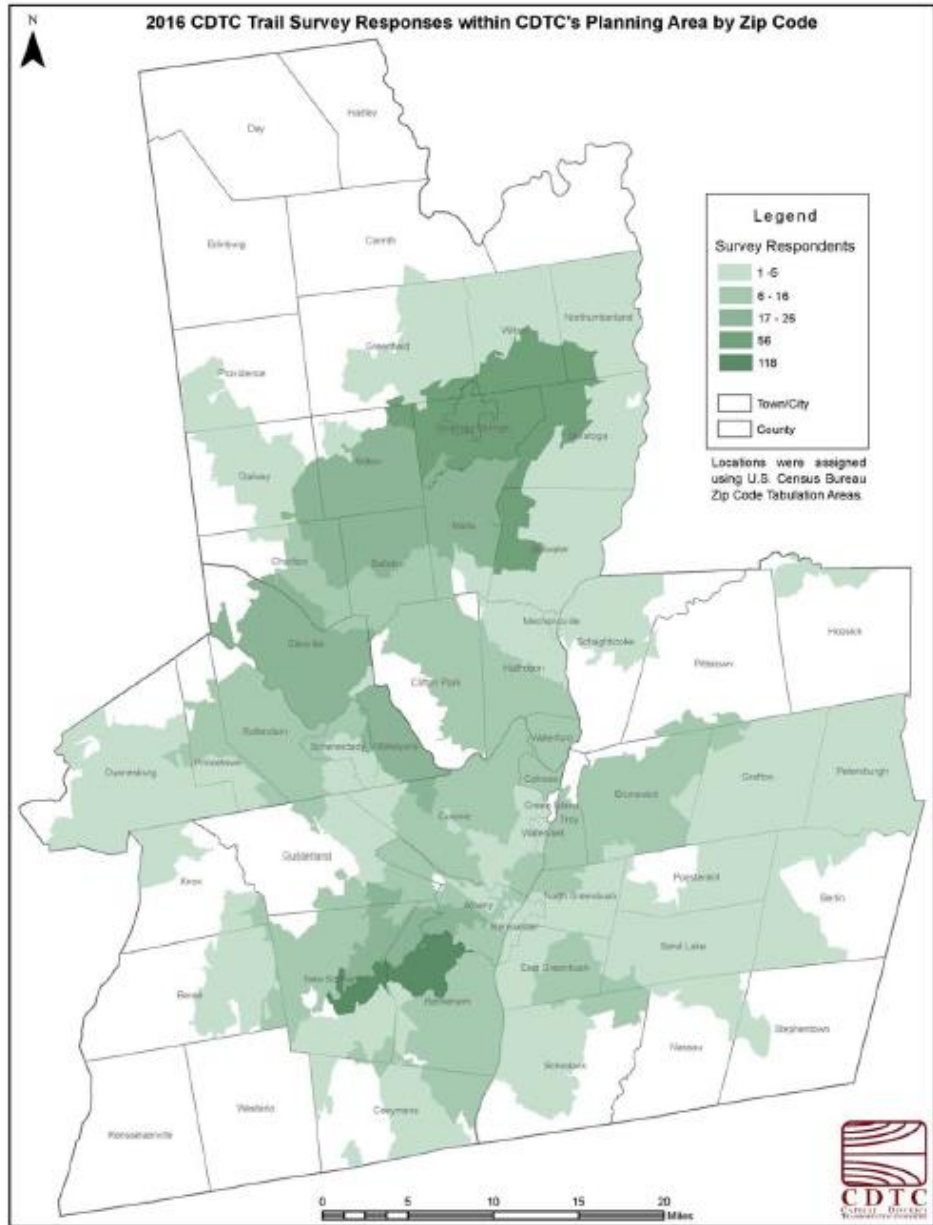 2016 CDTC Trail Survey Responses within CDTC's Planning Area by Zip Code
N
Day
Hadley
Edinburg
Corinth
Northumberland
Greenfield
Providence
Legend
Survey Respondents
1 -5
6 - 16
17 - 26
56
118
Town/City
County
Locations were assigned
using U.S. Census Bureau
Zip Code Tabulation Areas.
Saratoga Springs
Saratoga
Milton
Galway
Malta
Stillwater
Charlton
Ballston
Mechanicville
Schaghticoke
Hoosick
Pittstown
Glenville
Halfmoon
Clifton Park
Rotterdam
Waterford
Schenectady
Niskayuna
Duanesburg
Princetown
Cohoes
Brunswick
Grafton
Petersburgh
Colonie
Green Island
Troy
Watervliet
Guilderland
Knox
Poestenkill
Berlin
Albany
North Greenbush
Rensselaer
Sand Lake
East Greenbush
Berne
New Scotland
Bethlehem
Stephentown
Nassau
Schodack
Westerlo
Coeymans
Rensselaerville
0 5 10 15 20
Miles
CDTC